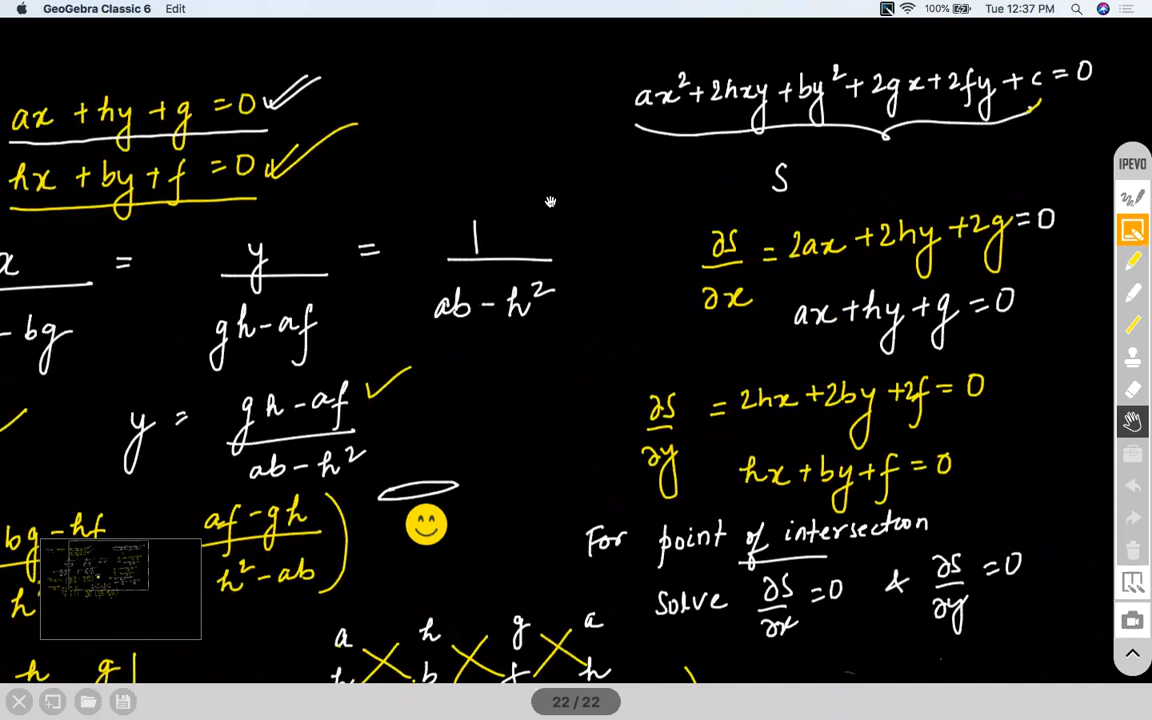 GeoGebra Classic 6 Edit 100% Tue 12:37 PM
ax + hy + g = 0
hx + by + f = 0
x = y = 1
- bg gh - af ab - h²
y = gh - af
ab - h²
bg - hf af - gh
h² h² - ab
a h g a
h b f h
h g
ax² + 2hxy + by² + 2gx + 2fy + c = 0
S
∂S = 2ax + 2hy + 2g = 0
∂x
ax + hy + g = 0
∂S = 2hx + 2by + 2f = 0
∂y
hx + by + f = 0
For point of intersection
Solve ∂S = 0 & ∂S = 0
∂x ∂y
IPEVO
22 / 22